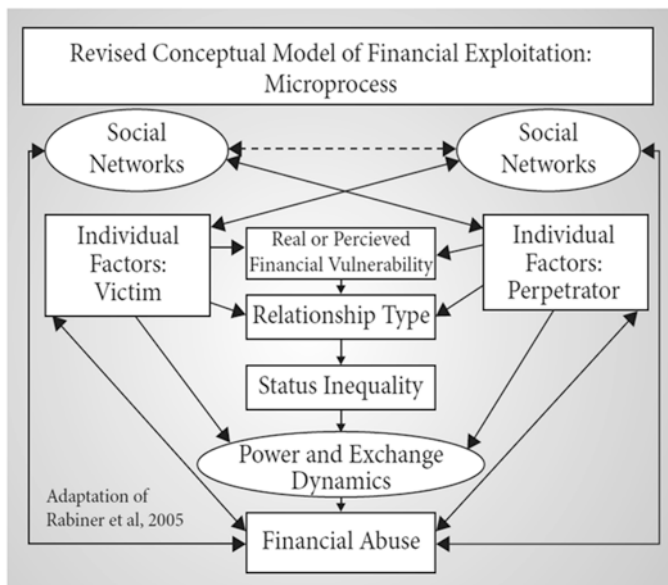 Revised Conceptual Model of Financial Exploitation:
Microprocess
Social
Networks
Social
Networks
Individual
Factors:
Victim
Real or Percieved
Financial Vulnerability
Individual
Factors:
Perpetrator
Relationship Type
Status Inequality
Power and Exchange
Dynamics
Adaptation of
Rabiner et al, 2005
Financial Abuse